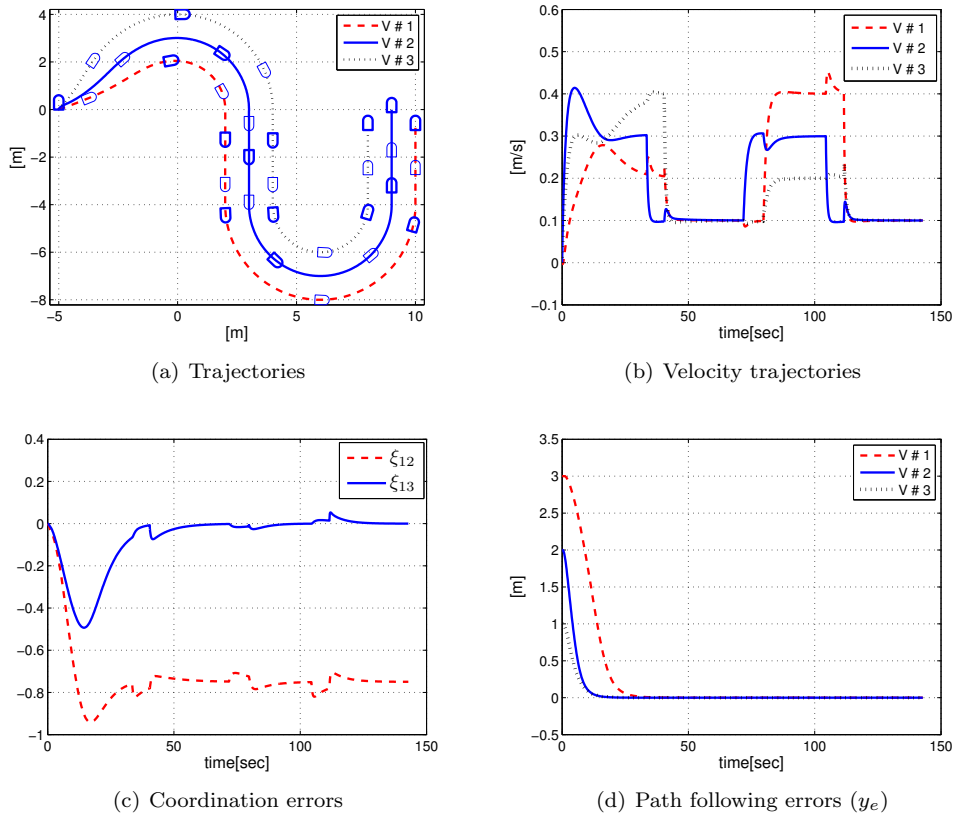 4
2
0
−2
−4
−6
−8
[m]
−5
0
5
10
[m]
V # 1
V # 2
V # 3
(a) Trajectories
0.6
0.5
0.4
0.3
0.2
0.1
0
−0.1
[m/s]
0
50
100
150
time[sec]
V # 1
V # 2
V # 3
(b) Velocity trajectories
0.4
0.2
0
−0.2
−0.4
−0.6
−0.8
−1
0
50
100
150
time[sec]
ξ12
ξ13
(c) Coordination errors
3.5
3
2.5
2
1.5
1
0.5
0
−0.5
[m]
0
50
100
150
time[sec]
V # 1
V # 2
V # 3
(d) Path following errors (ye)